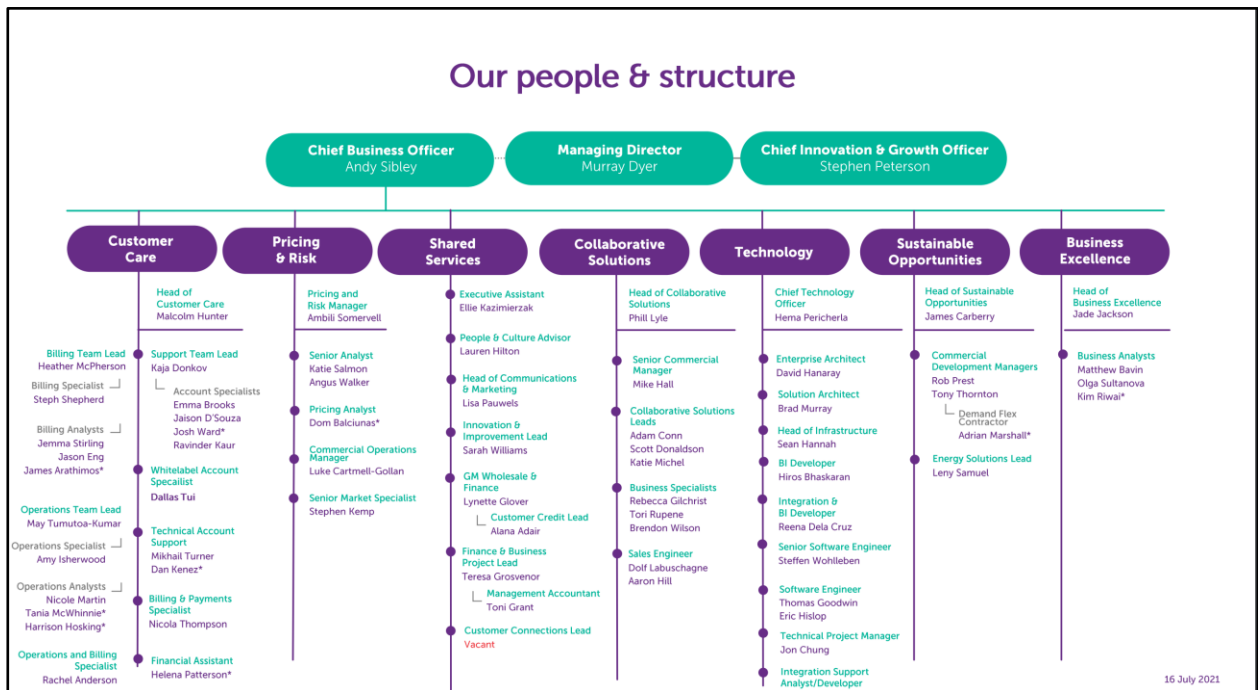 Our people & structure
Chief Business Officer
Andy Sibley
Managing Director
Murray Dyer
Chief Innovation & Growth Officer
Stephen Peterson
Customer
Care
Pricing
& Risk
Shared
Services
Collaborative
Solutions
Technology
Sustainable
Opportunities
Business
Excellence
Head of
Customer Care
Malcolm Hunter
Billing Team Lead
Heather McPherson
Billing Specialist
Steph Shepherd
Billing Analysts
Jemma Stirling
Jason Eng
James Arathimos*
Operations Team Lead
May Tumutoa-Kumar
Operations Specialist
Amy Isherwood
Operations Analysts
Nicole Martin
Tania McWhinnie*
Harrison Hosking*
Operations and Billing
Specialist
Rachel Anderson
Support Team Lead
Kaja Donkov
Account Specialists
Emma Brooks
Jaison D'Souza
Josh Ward*
Ravinder Kaur
Whitelabel Account
Specailist
Dallas Tui
Technical Account
Support
Mikhail Turner
Dan Kenez*
Billing & Payments
Specialist
Nicola Thompson
Financial Assistant
Helena Patterson*
Pricing and
Risk Manager
Ambili Somervell
Senior Analyst
Katie Salmon
Angus Walker
Pricing Analyst
Dom Balciunas*
Commercial Operations
Manager
Luke Cartmell-Gollan
Senior Market Specialist
Stephen Kemp
Executive Assistant
Ellie Kazimierzak
People & Culture Advisor
Lauren Hilton
Head of Communications
& Marketing
Lisa Pauwels
Innovation &
Improvement Lead
Sarah Williams
GM Wholesale &
Finance
Lynette Glover
Customer Credit Lead
Alana Adair
Finance & Business
Project Lead
Teresa Grosvenor
Management Accountant
Toni Grant
Customer Connections Lead
Vacant
Head of Collaborative
Solutions
Phill Lyle
Senior Commercial
Manager
Mike Hall
Collaborative Solutions
Leads
Adam Conn
Scott Donaldson
Katie Michel
Business Specialists
Rebecca Gilchrist
Tori Rupene
Brendon Wilson
Sales Engineer
Dolf Labuschagne
Aaron Hill
Chief Technology
Officer
Hema Pericherla
Enterprise Architect
David Hanaray
Solution Architect
Brad Murray
Head of Infrastructure
Sean Hannah
BI Developer
Hiros Bhaskaran
Integration &
BI Developer
Reena Dela Cruz
Senior Software Engineer
Steffen Wohlleben
Software Engineer
Thomas Goodwin
Eric Hislop
Technical Project Manager
Jon Chung
Integration Support
Analyst/Developer
Head of Sustainable
Opportunities
James Carberry
Commercial
Development Managers
Rob Prest
Tony Thornton
Demand Flex
Contractor
Adrian Marshall*
Energy Solutions Lead
Leny Samuel
Head of
Business Excellence
Jade Jackson
Business Analysts
Matthew Bavin
Olga Sultanova
Kim Riwai*
16 July 2021